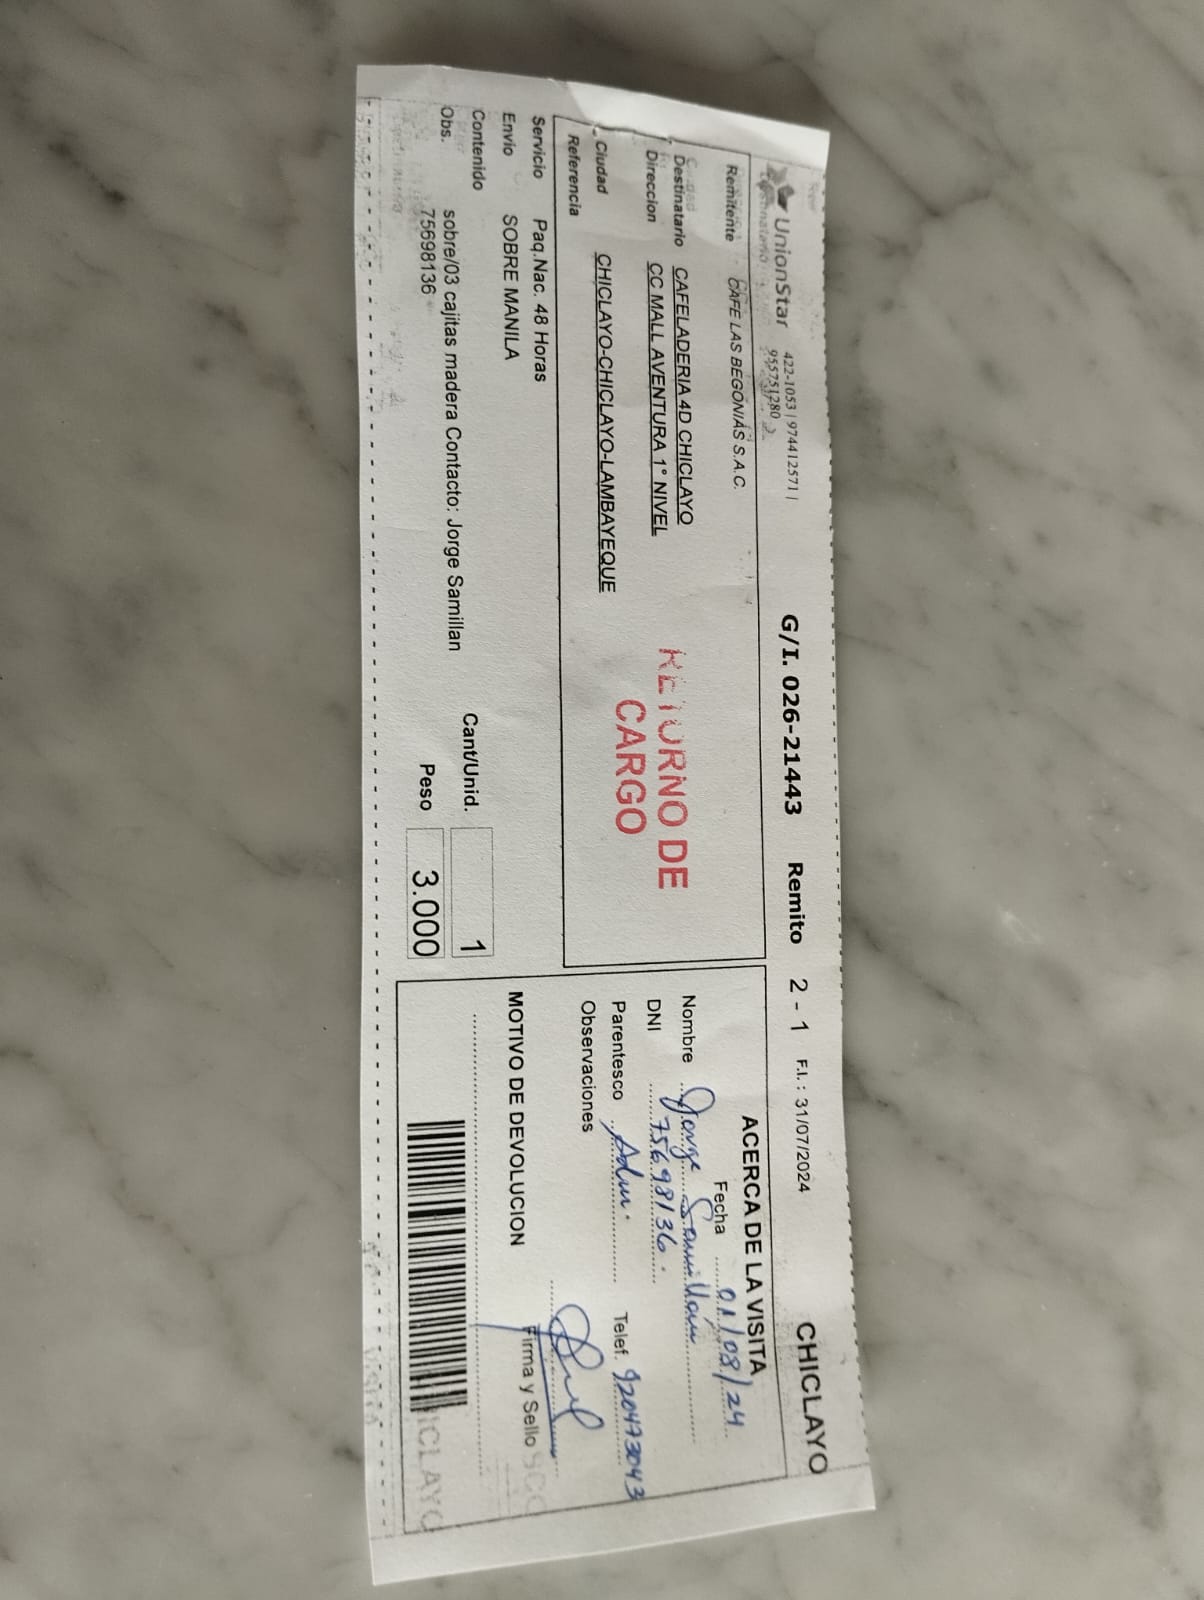 UnionStar 422-1053 | 974412571 |
955751280
G/I. 026-21443 Remito 2 - 1 F.I. : 31/07/2024 CHICLAYO
Remitente CAFE LAS BEGONIAS S.A.C.
Destinatario CAFELADERIA 4D CHICLAYO
Direccion CC MALL AVENTURA 1° NIVEL
Ciudad CHICLAYO-CHICLAYO-LAMBAYEQUE
Referencia
RETORNO DE
CARGO
Servicio Paq.Nac. 48 Horas
Envio SOBRE MANILA
Contenido
Obs. sobre/03 cajitas madera Contacto: Jorge Samillan
75698136
Cant/Unid. 1
Peso 3.000
ACERCA DE LA VISITA
Fecha 01/08/24
Nombre Jorge Samillán
DNI 75698136.
Parentesco Adm. Telef. 920473043
Observaciones
Firma y Sello
MOTIVO DE DEVOLUCION